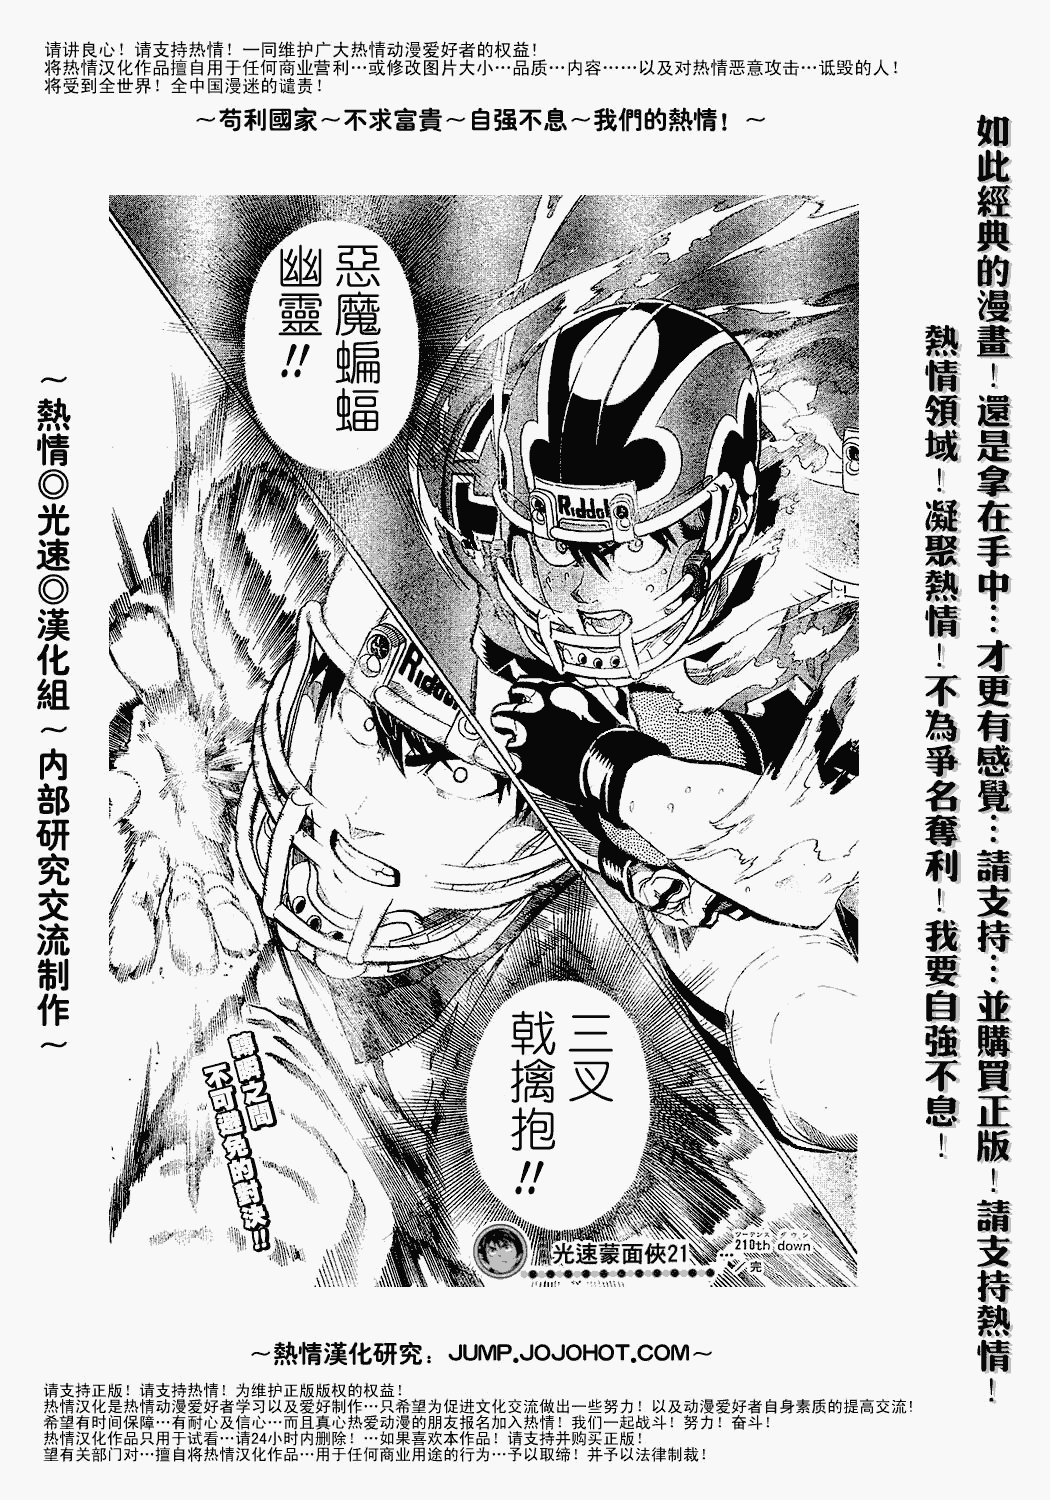 请讲良心！请支持热情！一同维护广大热情动漫爱好者的权益！
将热情汉化作品擅自用于任何商业营利…或修改图片大小…品质…内容……以及对热情恶意攻击…诋毁的人！
将受到全世界！全中国漫迷的谴责！
～苟利國家～不求富貴～自强不息～我們的熱情！～
如此經典的漫畫！還是拿在手中…才更有感覺…請支持…並購買正版！請支持熱情！
熱情領域！凝聚熱情！不為爭名奪利！我要自強不息！
惡魔蝙蝠
幽靈!!
Riddell
Riddell
三叉
戟擒抱!!
轉瞬之間
不可避免的對決!!
光速蒙面俠21
ツーテンス ダウン
210th down
…完
～熱情◎光速◎漢化組～内部研究交流制作～
～熱情漢化研究：JUMP.JOJOHOT.COM～
请支持正版！请支持热情！为维护正版版权的权益！
热情汉化是热情动漫爱好者学习以及爱好制作…只希望为促进文化交流做出一些努力！以及动漫爱好者自身素质的提高交流！
希望有时间保障…有耐心及信心…而且真心热爱动漫的朋友报名加入热情！我们一起战斗！努力！奋斗！
热情汉化作品只用于试看…请24小时内删除！…如果喜欢本作品！请支持并购买正版！
望有关部门对…擅自将热情汉化作品…用于任何商业用途的行为…予以取缔！并予以法律制裁！